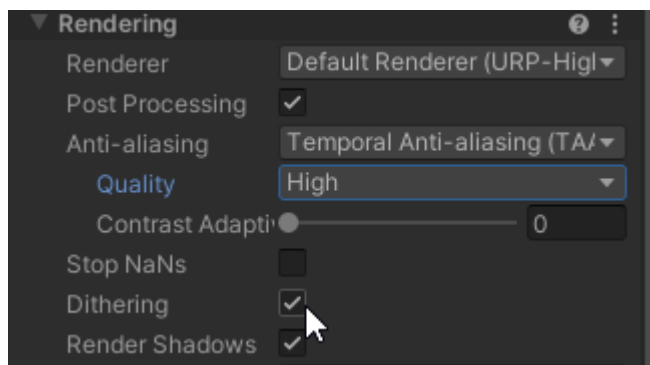 Rendering
Renderer Default Renderer (URP-Higl
Post Processing
Anti-aliasing Temporal Anti-aliasing (TAA
Quality High
Contrast Adapti 0
Stop NaNs
Dithering
Render Shadows